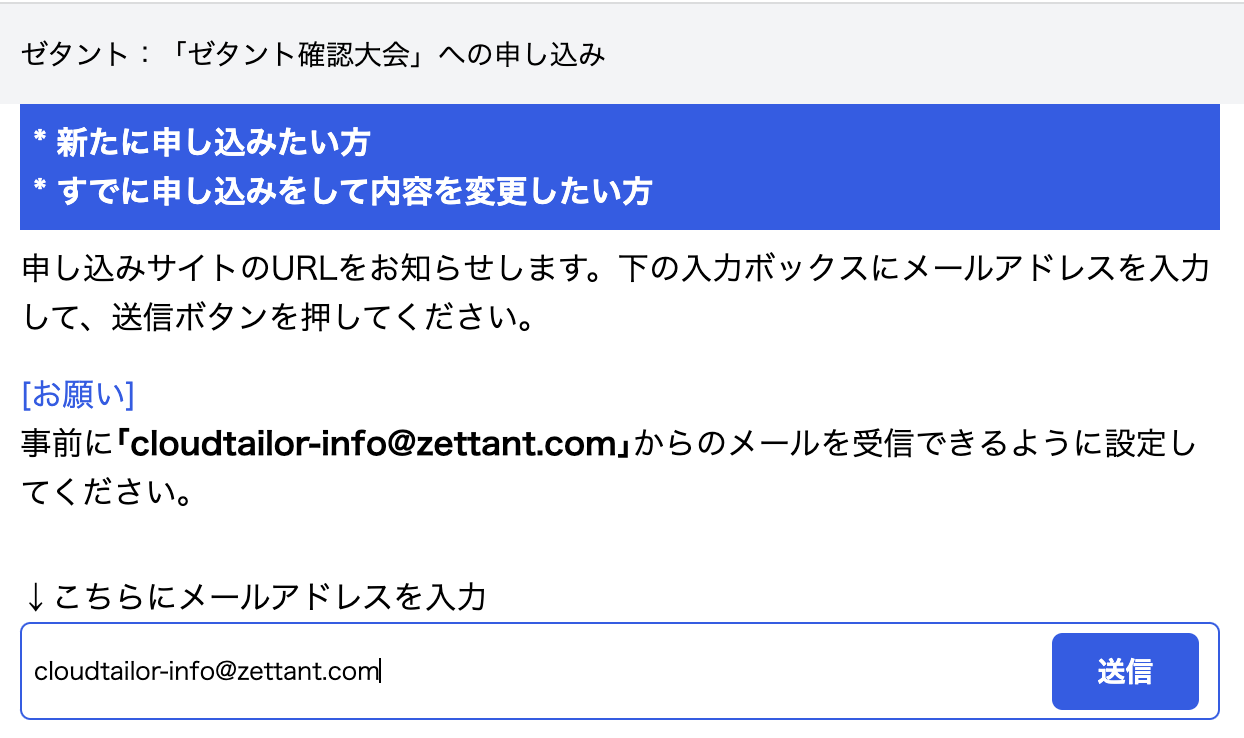 ゼタント：「ゼタント確認大会」への申し込み
* 新たに申し込みたい方
* すでに申し込みをして内容を変更したい方
申し込みサイトのURLをお知らせします。下の入力ボックスにメールアドレスを入力
して、送信ボタンを押してください。
[お願い]
事前に「cloudtailor-info@zettant.com」からのメールを受信できるように設定し
てください。
↓こちらにメールアドレスを入力
cloudtailor-info@zettant.com
送信